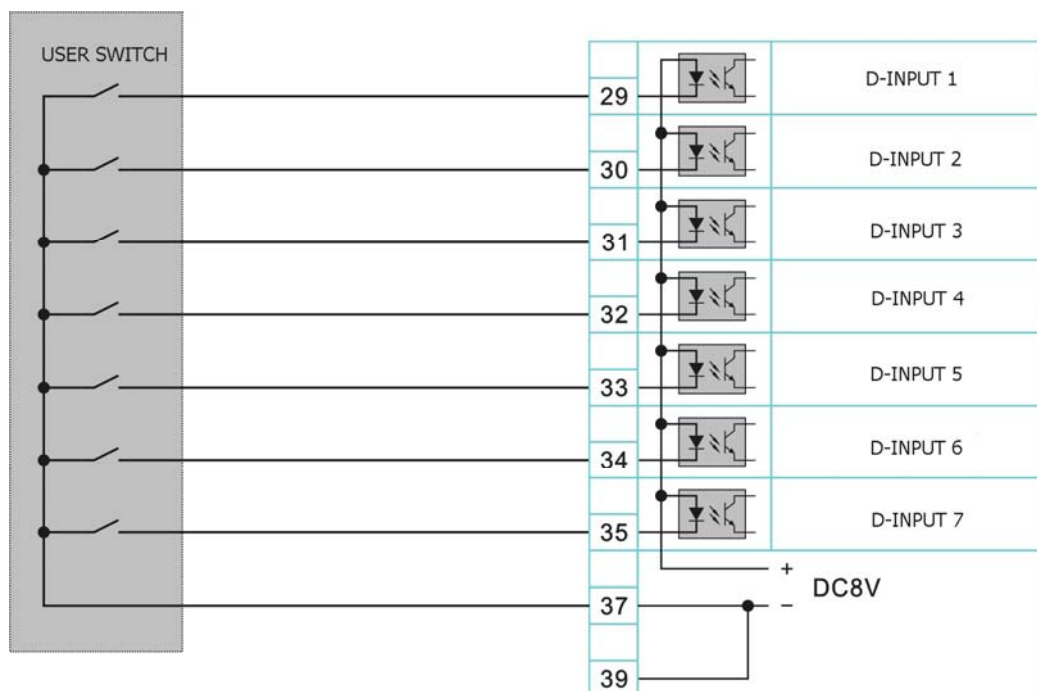 USER SWITCH
29 D-INPUT 1
30 D-INPUT 2
31 D-INPUT 3
32 D-INPUT 4
33 D-INPUT 5
34 D-INPUT 6
35 D-INPUT 7
+
DC8V
37 −
39